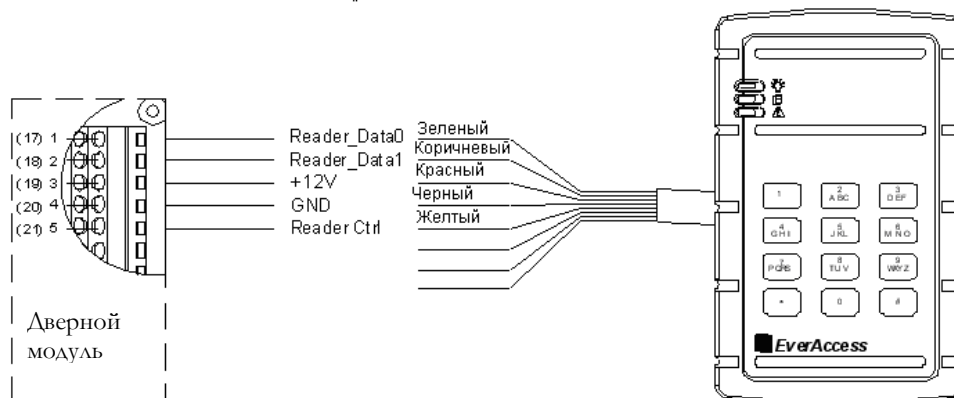 (17) 1 Reader_Data0 Зеленый
(18) 2 Reader_Data1 Коричневый
(19) 3 +12V Красный
(20) 4 GND Черный
(21) 5 Reader Ctrl Желтый
Дверной
модуль
1 2 ABC 3 DEF
4 GHI 5 JKL 6 MNO
7 PQRS 8 TUV 9 WXYZ
* 0 #
EverAccess